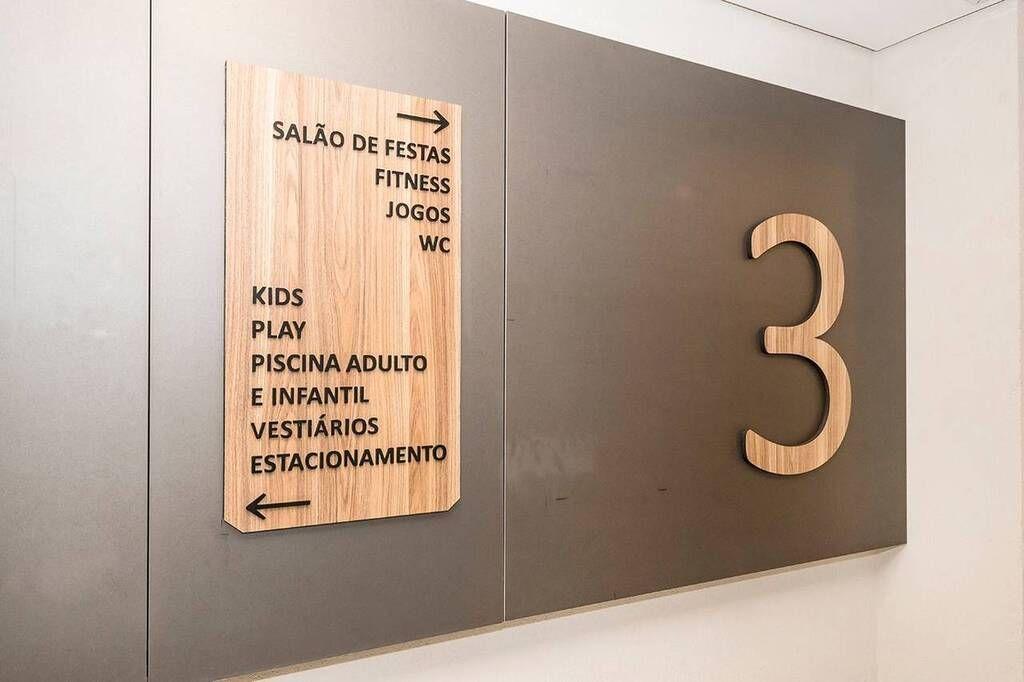 SALÃO DE FESTAS
FITNESS
JOGOS
WC
KIDS
PLAY
PISCINA ADULTO
E INFANTIL
VESTIÁRIOS
ESTACIONAMENTO
3